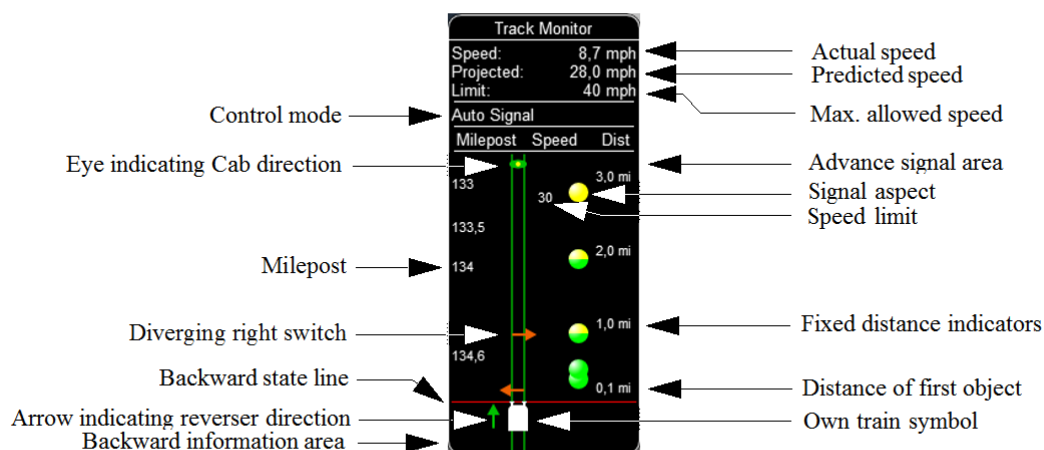 Track Monitor
Speed: 8,7 mph
Projected: 28,0 mph
Limit: 40 mph
Auto Signal
Milepost Speed Dist
133
30
3,0 mi
133,5
134
2,0 mi
1,0 mi
134,6
0,1 mi
Control mode
Eye indicating Cab direction
Milepost
Diverging right switch
Backward state line
Arrow indicating reverser direction
Backward information area
Actual speed
Predicted speed
Max. allowed speed
Advance signal area
Signal aspect
Speed limit
Fixed distance indicators
Distance of first object
Own train symbol